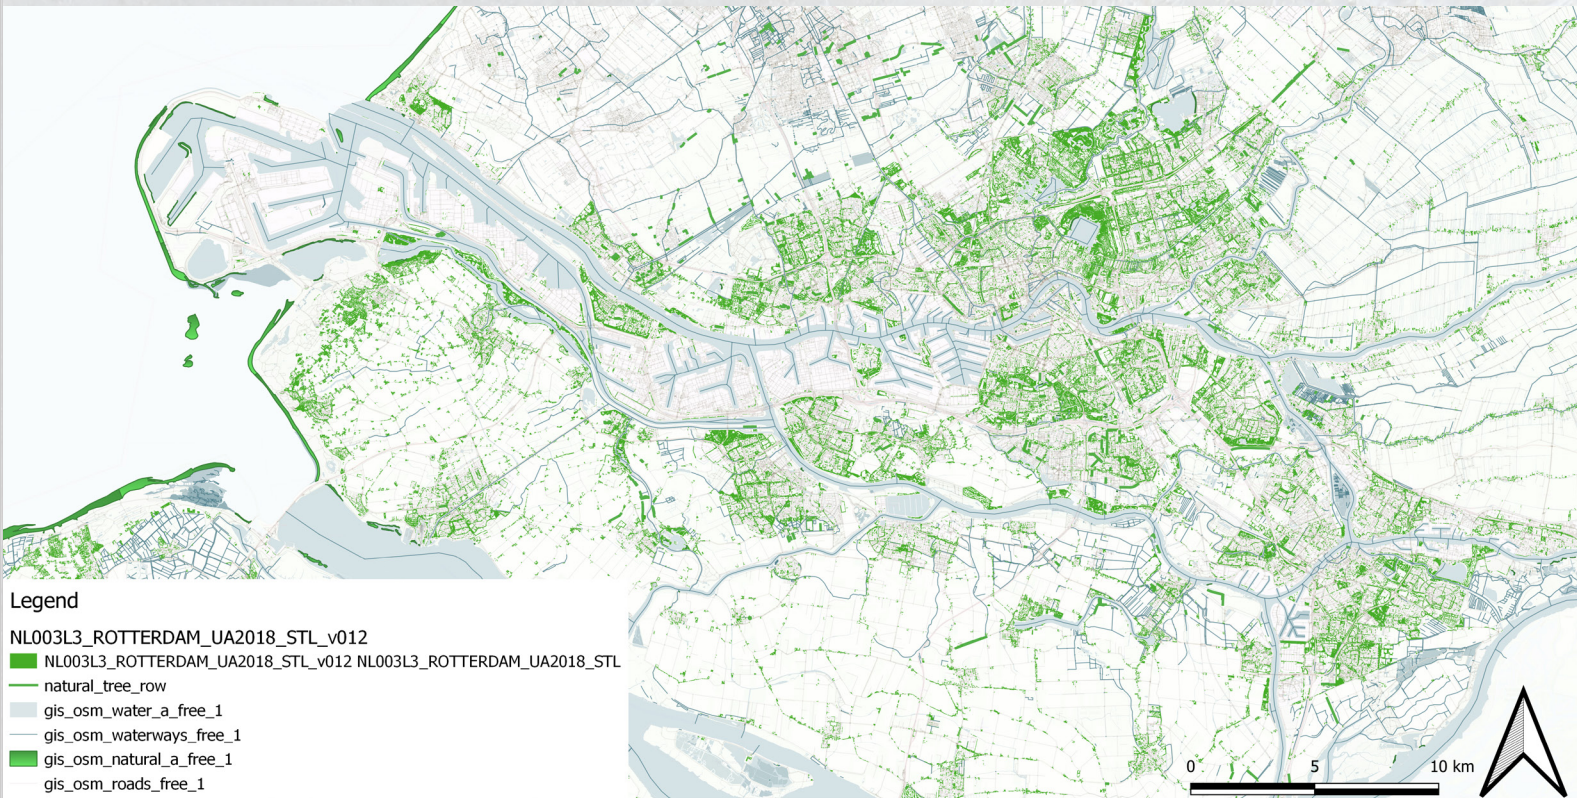 Legend
NL003L3_ROTTERDAM_UA2018_STL_v012
NL003L3_ROTTERDAM_UA2018_STL_v012 NL003L3_ROTTERDAM_UA2018_STL
natural_tree_row
gis_osm_water_a_free_1
gis_osm_waterways_free_1
gis_osm_natural_a_free_1
gis_osm_roads_free_1
0 5 10 km